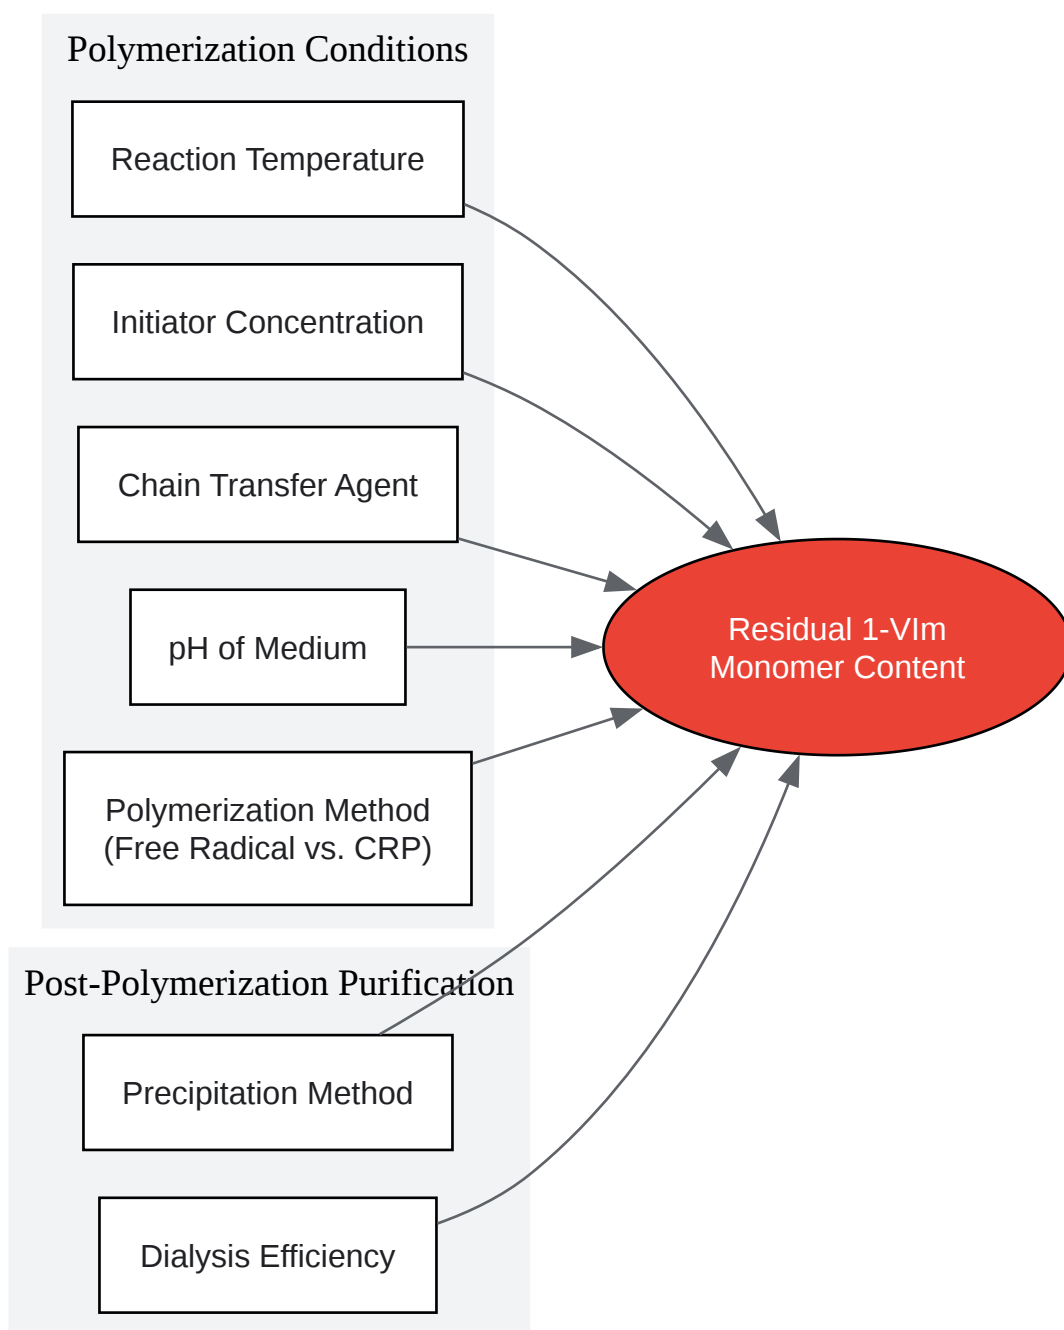 Polymerization Conditions
Reaction Temperature
Initiator Concentration
Chain Transfer Agent
pH of Medium
Polymerization Method
(Free Radical vs. CRP)
Residual 1-VIm
Monomer Content
Post-Polymerization Purification
Precipitation Method
Dialysis Efficiency